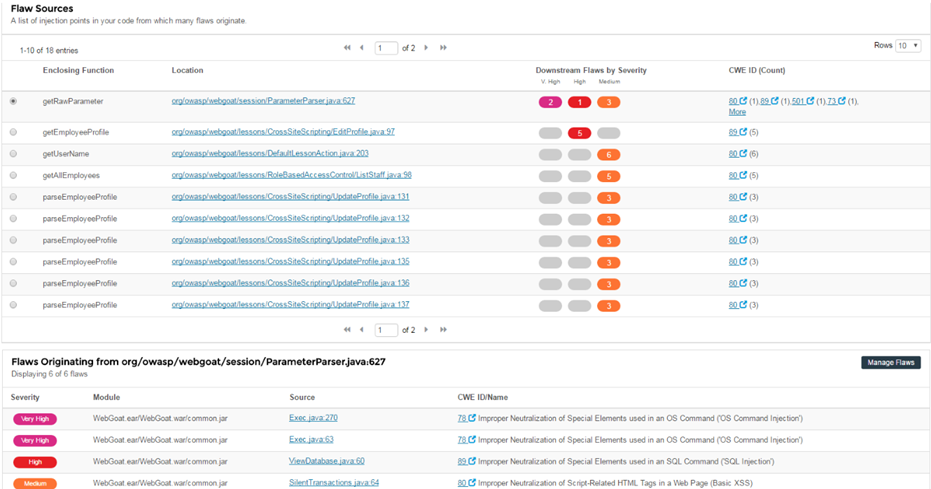 Flaw Sources
A list of injection points in your code from which many flaws originate.
1-10 of 18 entries
1 of 2
Rows 10
Enclosing Function Location Downstream Flaws by Severity CWE ID (Count)
V. High High Medium
getRawParameter org/owasp/webgoat/session/ParameterParser.java:627 2 1 3 80 (1), 89 (1), 501 (1), 73 (1),
More
getEmployeeProfile org/owasp/webgoat/lessons/CrossSiteScripting/EditProfile.java:97 5 89 (5)
getUserName org/owasp/webgoat/lessons/DefaultLessonAction.java:203 6 80 (6)
getAllEmployees org/owasp/webgoat/lessons/RoleBasedAccessControl/ListStaff.java:98 5 80 (5)
parseEmployeeProfile org/owasp/webgoat/lessons/CrossSiteScripting/UpdateProfile.java:131 3 80 (3)
parseEmployeeProfile org/owasp/webgoat/lessons/CrossSiteScripting/UpdateProfile.java:132 3 80 (3)
parseEmployeeProfile org/owasp/webgoat/lessons/CrossSiteScripting/UpdateProfile.java:133 3 80 (3)
parseEmployeeProfile org/owasp/webgoat/lessons/CrossSiteScripting/UpdateProfile.java:135 3 80 (3)
parseEmployeeProfile org/owasp/webgoat/lessons/CrossSiteScripting/UpdateProfile.java:136 3 80 (3)
parseEmployeeProfile org/owasp/webgoat/lessons/CrossSiteScripting/UpdateProfile.java:137 3 80 (3)
1 of 2
Flaws Originating from org/owasp/webgoat/session/ParameterParser.java:627
Manage Flaws
Displaying 6 of 6 flaws
Severity Module Source CWE ID/Name
Very High WebGoat.ear/WebGoat.war/common.jar Exec.java:270 78 Improper Neutralization of Special Elements used in an OS Command ('OS Command Injection')
Very High WebGoat.ear/WebGoat.war/common.jar Exec.java:63 78 Improper Neutralization of Special Elements used in an OS Command ('OS Command Injection')
High WebGoat.ear/WebGoat.war/common.jar ViewDatabase.java:60 89 Improper Neutralization of Special Elements used in an SQL Command ('SQL Injection')
Medium WebGoat.ear/WebGoat.war/common.jar SilentTransactions.java:64 80 Improper Neutralization of Script-Related HTML Tags in a Web Page (Basic XSS)